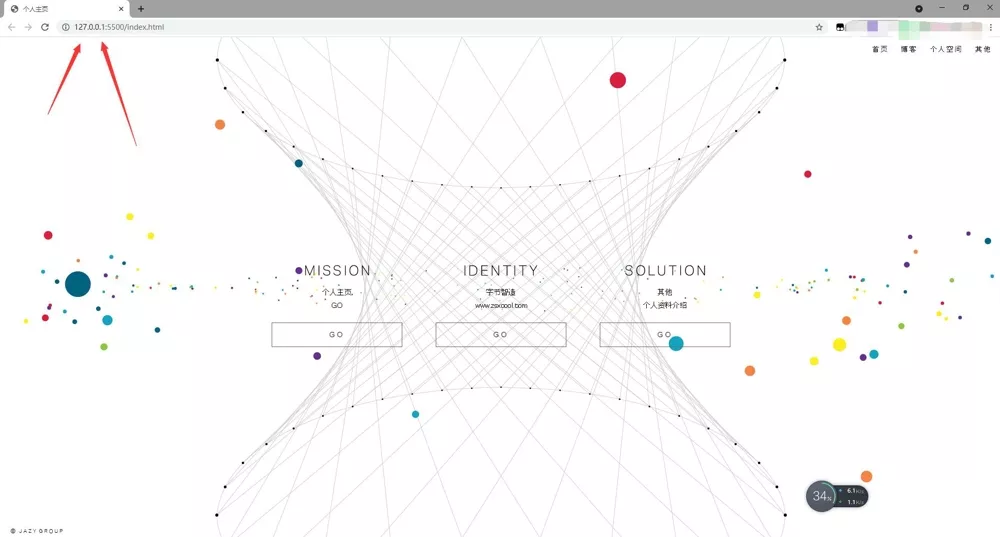 个人主页
127.0.0.1:5500/index.html
首页 博客 个人空间 其他
MISSION
个人主页
GO
GO
IDENTITY
字节智造
www.zsxcool.com
GO
SOLUTION
其他
个人资料介绍
GO
34%
6.1K/s
1.1K/s
© JAZY GROUP